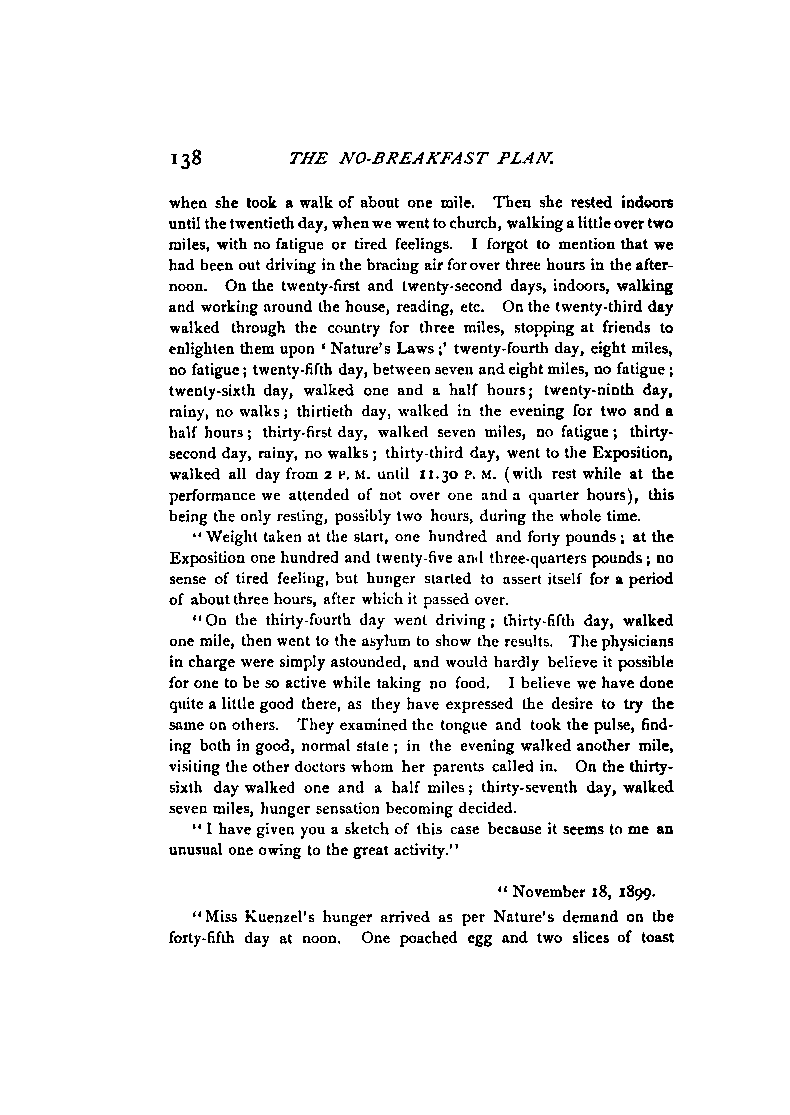 138 THE NO-BREAKFAST PLAN.
when she took a walk of about one mile. Then she rested indoors
until the twentieth day, when we went to church, walking a little over two
miles, with no fatigue or tired feelings. I forgot to mention that we
had been out driving in the bracing air for over three hours in the after-
noon. On the twenty-first and twenty-second days, indoors, walking
and working around the house, reading, etc. On the twenty-third day
walked through the country for three miles, stopping at friends to
enlighten them upon ‘ Nature's Laws ;’ twenty-fourth day, eight miles,
no fatigue ; twenty-fifth day, between seven and eight miles, no fatigue ;
twenty-sixth day, walked one and a half hours ; twenty-ninth day,
rainy, no walks ; thirtieth day, walked in the evening for two and a
half hours ; thirty-first day, walked seven miles, no fatigue ; thirty-
second day, rainy, no walks ; thirty-third day, went to the Exposition,
walked all day from 2 P. M. until 11.30 P. M. (with rest while at the
performance we attended of not over one and a quarter hours), this
being the only resting, possibly two hours, during the whole time.
“ Weight taken at the start, one hundred and forty pounds ; at the
Exposition one hundred and twenty-five and three-quarters pounds ; no
sense of tired feeling, but hunger started to assert itself for a period
of about three hours, after which it passed over.
“ On the thirty-fourth day went driving ; thirty-fifth day, walked
one mile, then went to the asylum to show the results. The physicians
in charge were simply astounded, and would hardly believe it possible
for one to be so active while taking no food. I believe we have done
quite a little good there, as they have expressed the desire to try the
same on others. They examined the tongue and took the pulse, find-
ing both in good, normal state ; in the evening walked another mile,
visiting the other doctors whom her parents called in. On the thirty-
sixth day walked one and a half miles ; thirty-seventh day, walked
seven miles, hunger sensation becoming decided.
“ I have given you a sketch of this case because it seems to me an
unusual one owing to the great activity.”
“ November 18, 1899.
“ Miss Kuenzel's hunger arrived as per Nature's demand on the
forty-fifth day at noon. One poached egg and two slices of toast